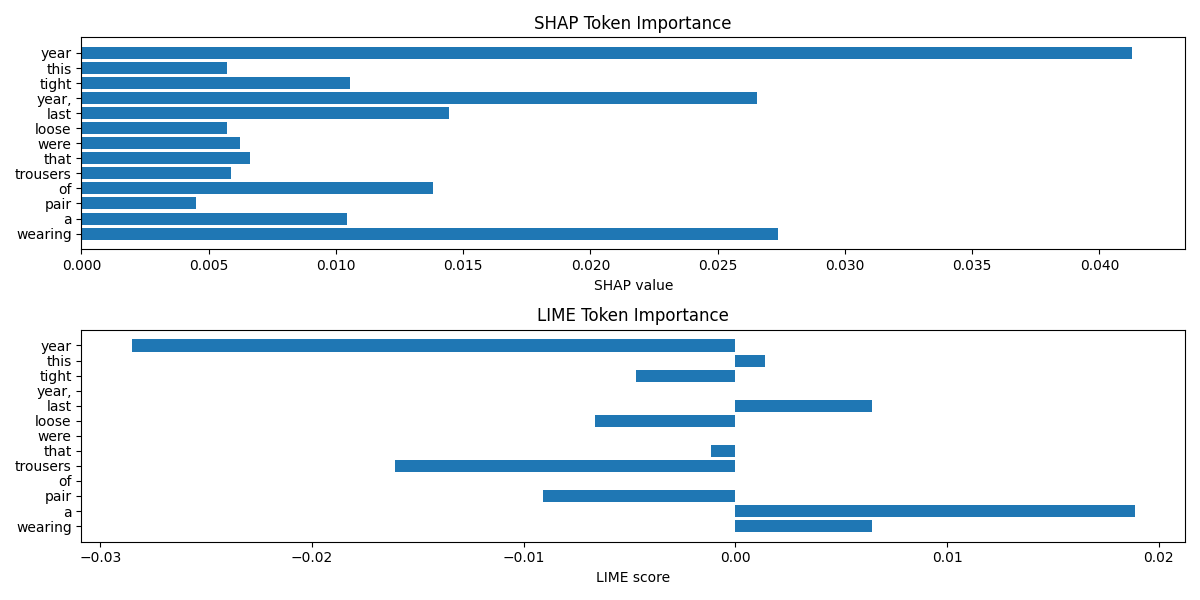 SHAP Token Importance
year
this
tight
year,
last
loose
were
that
trousers
of
pair
a
wearing
0.000 0.005 0.010 0.015 0.020 0.025 0.030 0.035 0.040
SHAP value
LIME Token Importance
year
this
tight
year,
last
loose
were
that
trousers
of
pair
a
wearing
−0.03 −0.02 −0.01 0.00 0.01 0.02
LIME score